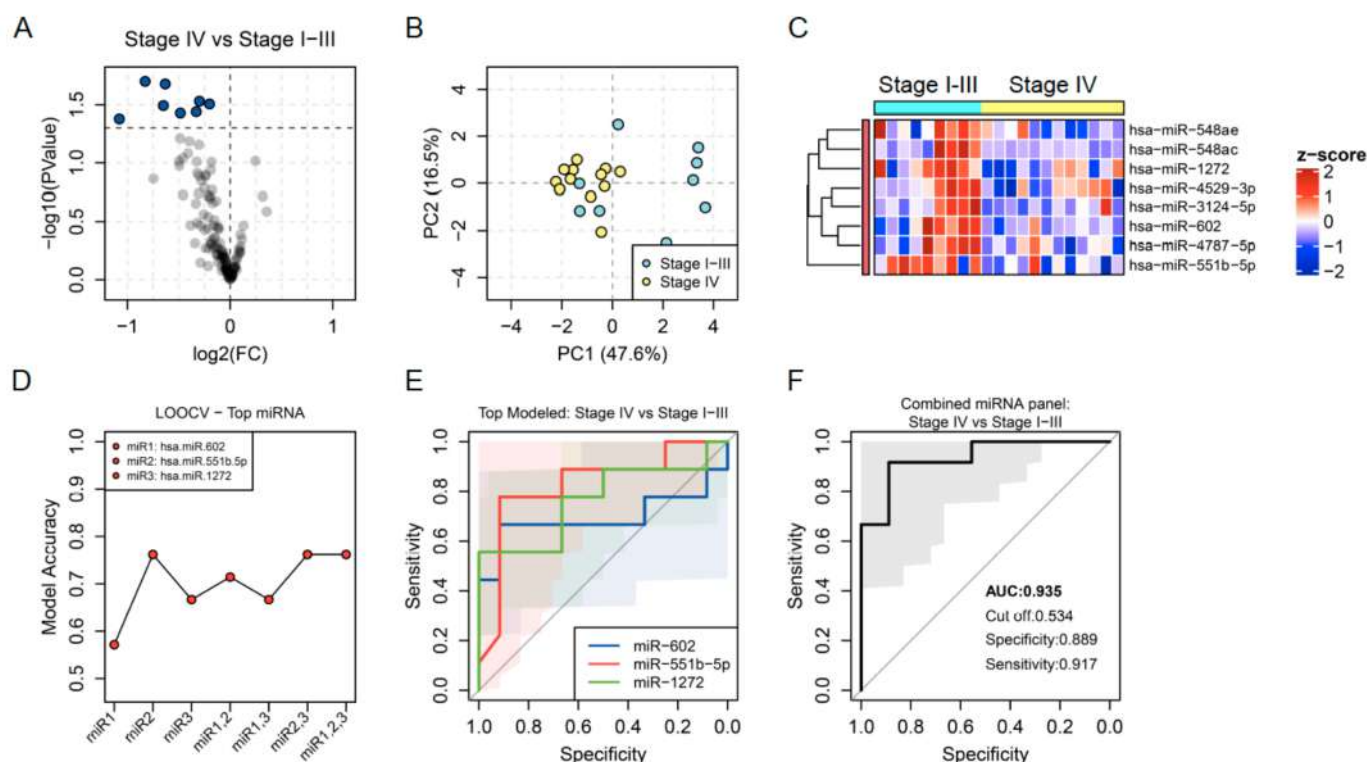 A
Stage IV vs Stage I−III
−log10(PValue)
1.5
1.0
0.5
0.0
−1
0
1
log2(FC)
B
PC2 (16.5%)
4
2
0
−2
−4
Stage I−III
Stage IV
−4
−2
0
2
4
PC1 (47.6%)
C
Stage I-III
Stage IV
hsa−miR−548ae
hsa−miR−548ac
hsa−miR−1272
hsa−miR−4529−3p
hsa−miR−3124−5p
hsa−miR−602
hsa−miR−4787−5p
hsa−miR−551b−5p
z−score
2
1
0
−1
−2
D
LOOCV − Top miRNA
Model Accuracy
miR1: hsa.miR.602
miR2: hsa.miR.551b.5p
miR3: hsa.miR.1272
1.0
0.9
0.8
0.7
0.6
0.5
miR1
miR2
miR3
miR1,2
miR1,3
miR2,3
miR1,2,3
E
Top Modeled: Stage IV vs Stage I−III
Sensitivity
1.0
0.8
0.6
0.4
0.2
0.0
miR−602
miR−551b−5p
miR−1272
1.0
0.8
0.6
0.4
0.2
0.0
Specificity
F
Combined miRNA panel:
Stage IV vs Stage I−III
Sensitivity
1.0
0.8
0.6
0.4
0.2
0.0
AUC:0.935
Cut off:0.534
Specificity:0.889
Sensitivity:0.917
1.0
0.8
0.6
0.4
0.2
0.0
Specificity